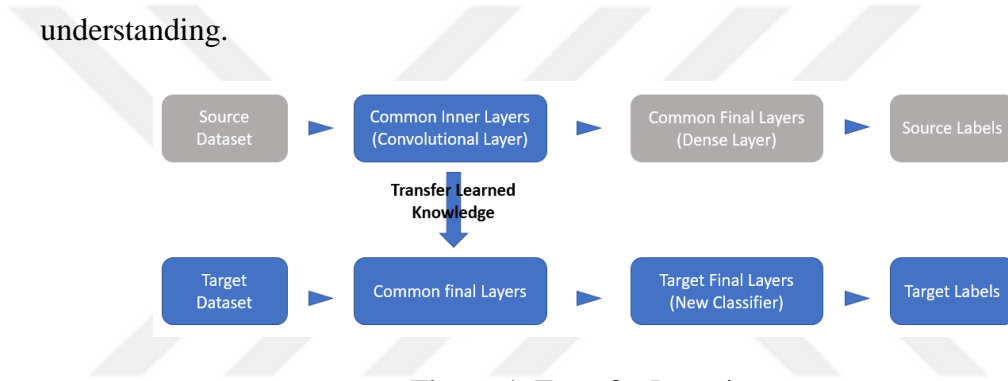 understanding.
Source
Dataset
Common Inner Layers
(Convolutional Layer)
Common Final Layers
(Dense Layer)
Source Labels
Transfer Learned
Knowledge
Target
Dataset
Common final Layers
Target Final Layers
(New Classifier)
Target Labels